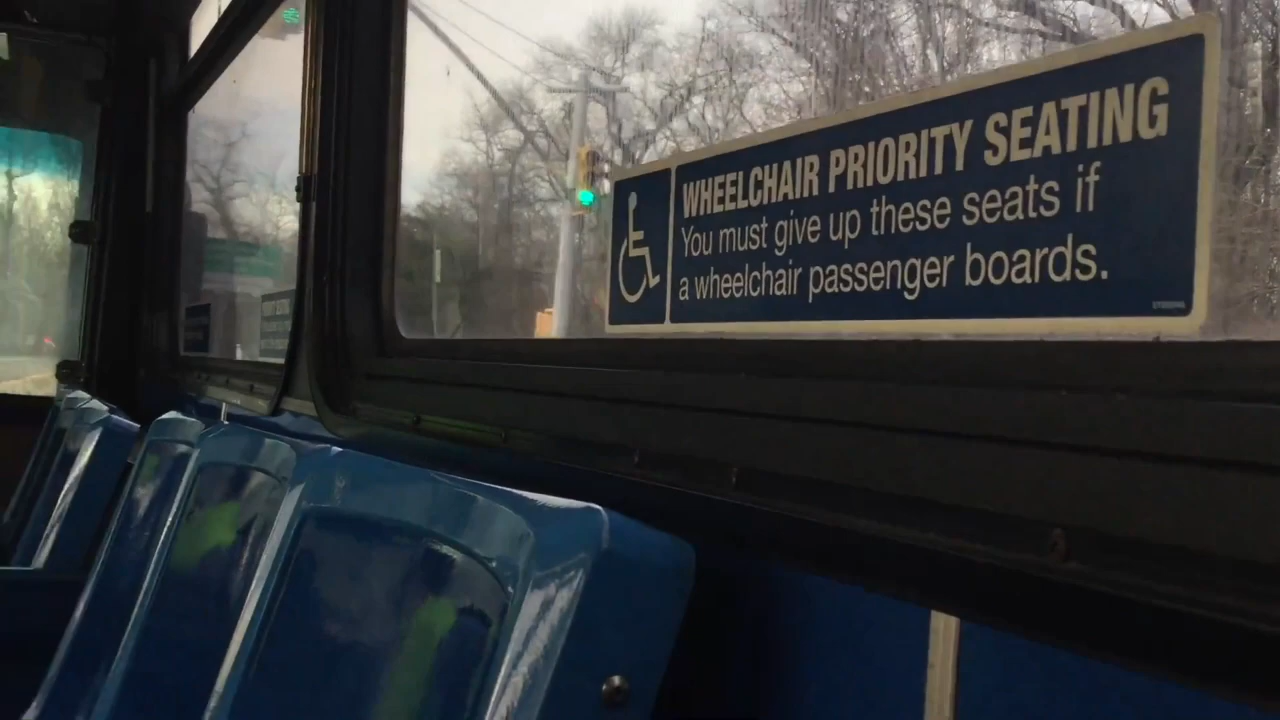 WHEELCHAIR PRIORITY SEATING
You must give up these seats if
a wheelchair passenger boards.